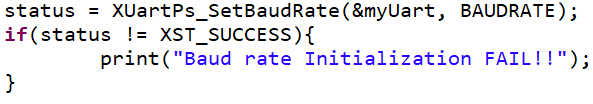 status = XUartPs_SetBaudRate(&myUart, BAUDRATE);
if(status != XST_SUCCESS){
        print("Baud rate Initialization FAIL!!");
}